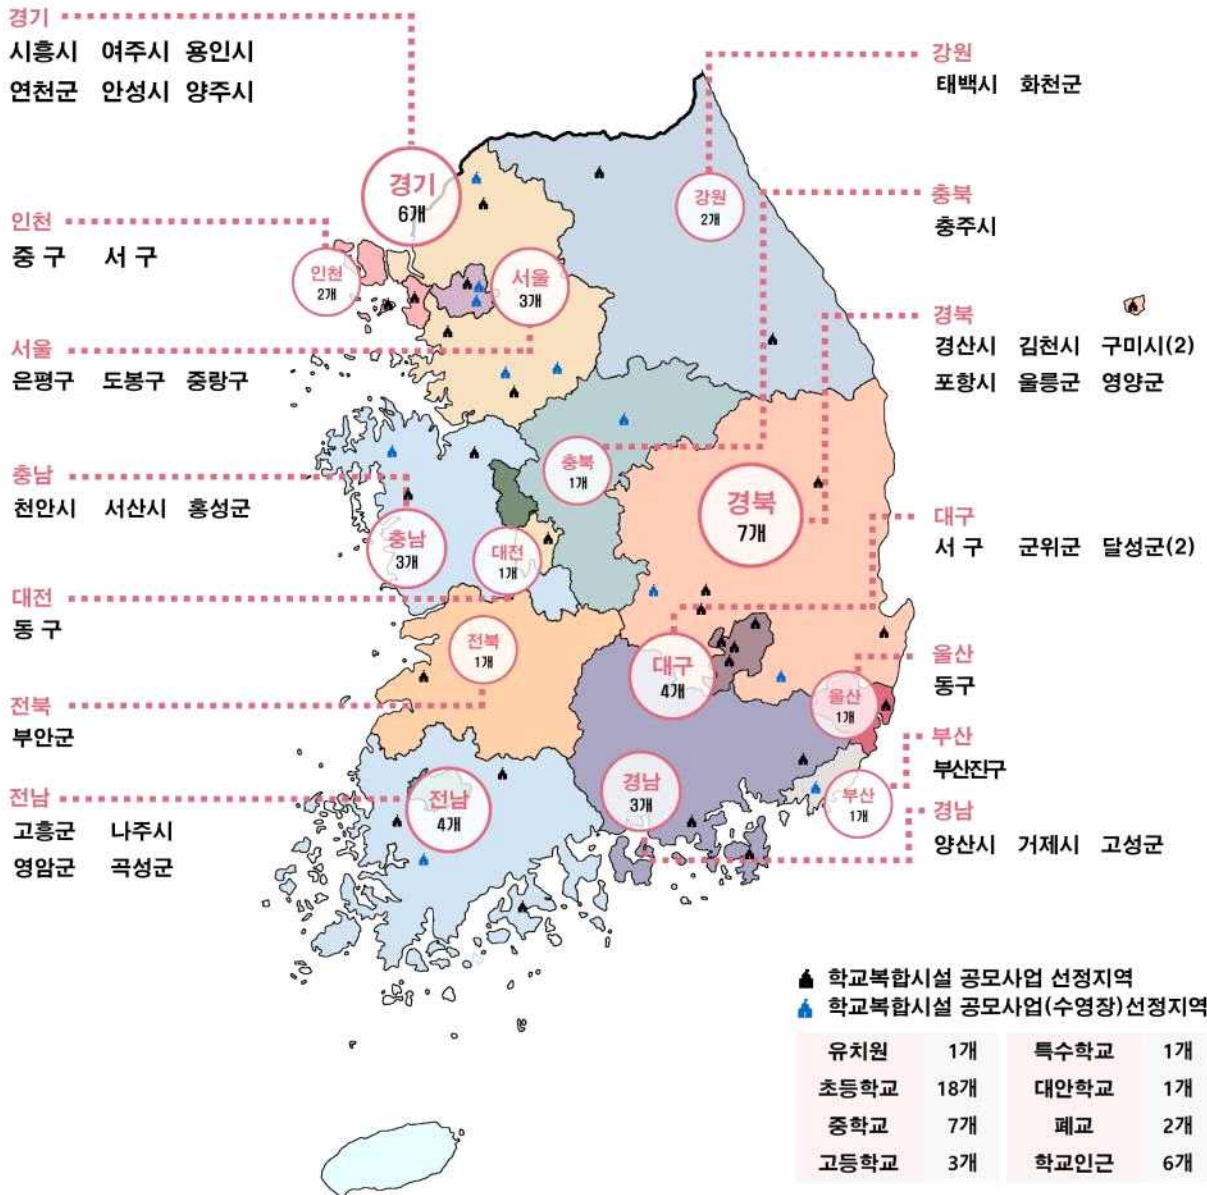 경기
시흥시 여주시 용인시
연천군 안성시 양주시
인천
중 구 서 구
서울
은평구 도봉구 중랑구
충남
천안시 서산시 홍성군
대전
동 구
전북
부안군
전남
고흥군 나주시
영암군 곡성군
경기
6개
인천
2개
서울
3개
강원
2개
충북
1개
경북
7개
충남
3개
대전
1개
전북
1개
대구
4개
울산
1개
전남
4개
경남
3개
부산
1개
강원
태백시 화천군
충북
충주시
경북
경산시 김천시 구미시(2)
포항시 울릉군 영양군
대구
서 구 군위군 달성군(2)
울산
동구
부산
부산진구
경남
양산시 거제시 고성군
학교복합시설 공모사업 선정지역
학교복합시설 공모사업(수영장)선정지역
유치원 1개 특수학교 1개
초등학교 18개 대안학교 1개
중학교 7개 폐교 2개
고등학교 3개 학교인근 6개